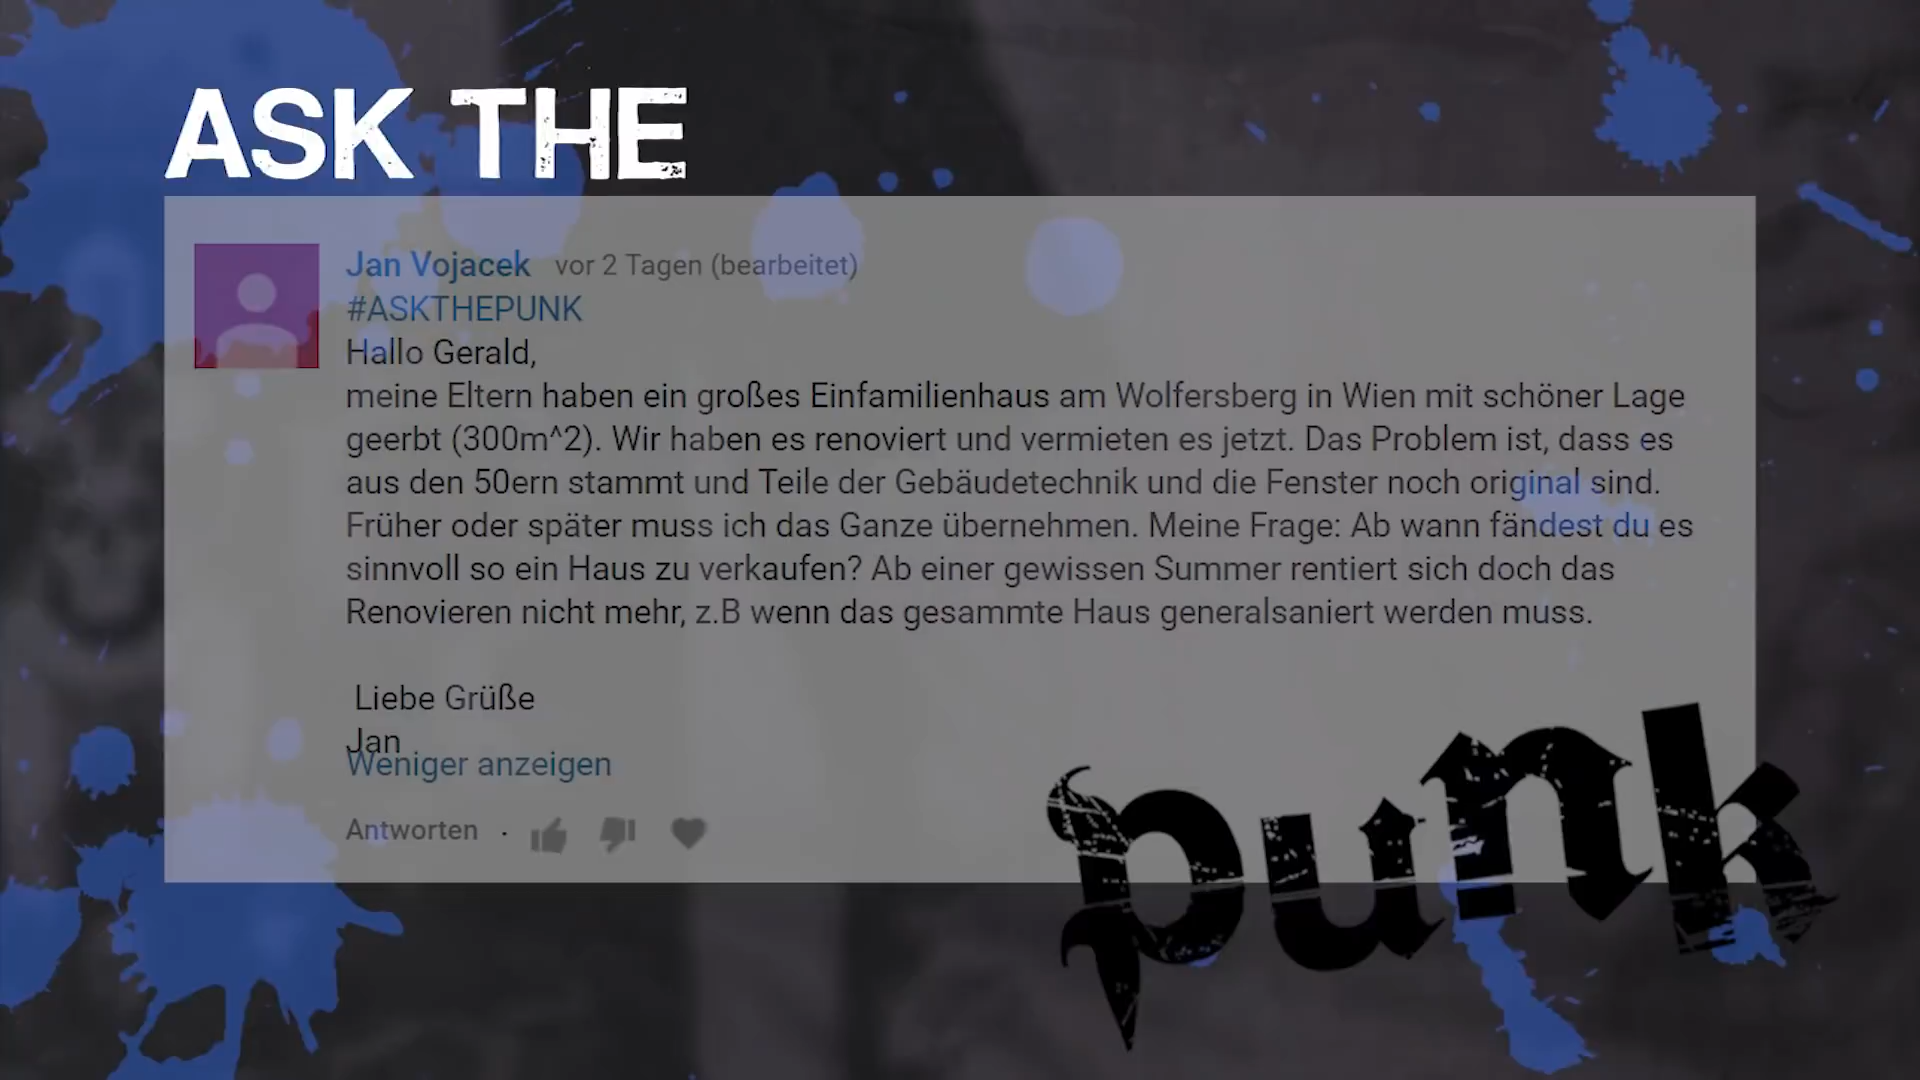 ASK THE
Jan Vojacek vor 2 Tagen (bearbeitet)
#ASKTHEPUNK
Hallo Gerald,
meine Eltern haben ein großes Einfamilienhaus am Wolfersberg in Wien mit schöner Lage
geerbt (300m^2). Wir haben es renoviert und vermieten es jetzt. Das Problem ist, dass es
aus den 50ern stammt und Teile der Gebäudetechnik und die Fenster noch original sind.
Früher oder später muss ich das Ganze übernehmen. Meine Frage: Ab wann fändest du es
sinnvoll so ein Haus zu verkaufen? Ab einer gewissen Summer rentiert sich doch das
Renovieren nicht mehr, z.B wenn das gesammte Haus generalsaniert werden muss.
Liebe Grüße
Jan
Weniger anzeigen
Antworten
punk